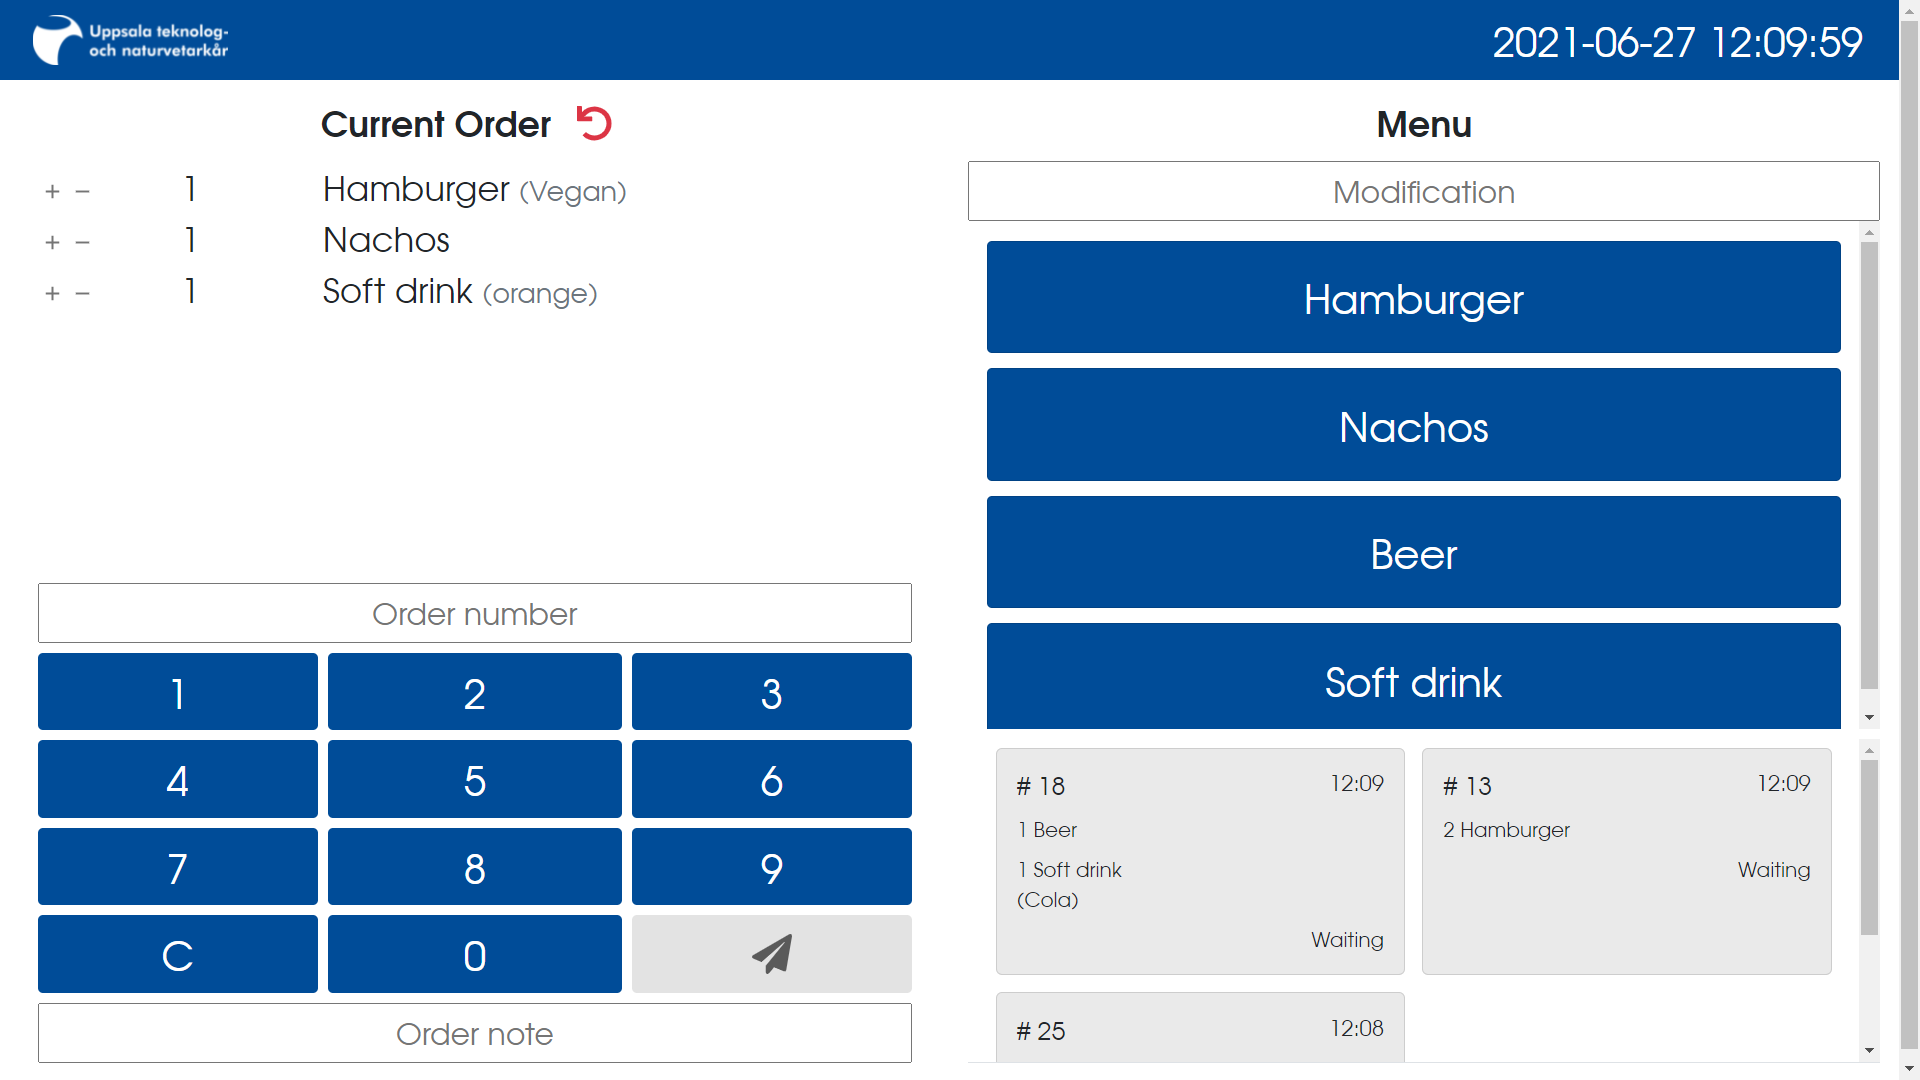 Uppsala teknolog-
och naturvetarkår
2021-06-27 12:09:59
Current Order
+ − 1 Hamburger (Vegan)
+ − 1 Nachos
+ − 1 Soft drink (orange)
Order number
1 2 3
4 5 6
7 8 9
C 0
Order note
Menu
Modification
Hamburger
Nachos
Beer
Soft drink
# 18 12:09
1 Beer
1 Soft drink
(Cola)
Waiting
# 13 12:09
2 Hamburger
Waiting
# 25 12:08